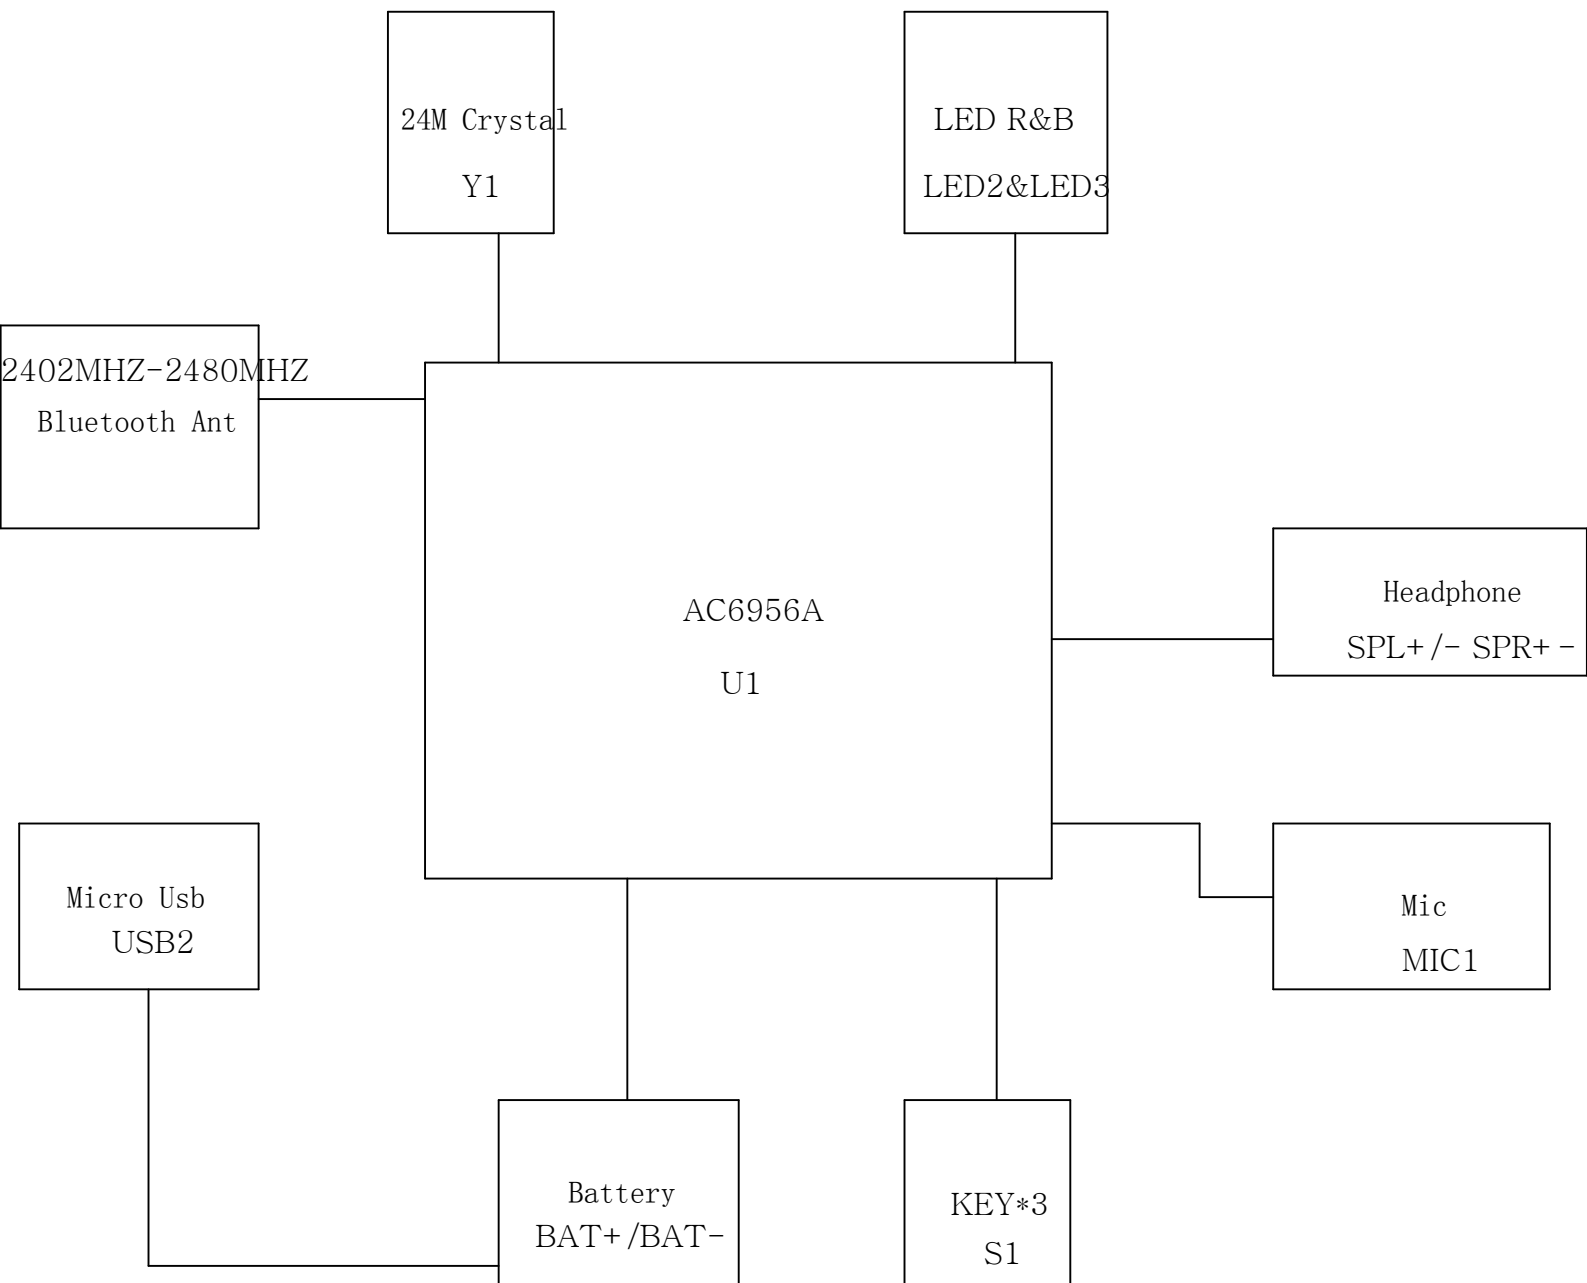 24M Crystal
Y1
LED R&B
LED2&LED3
2402MHZ-2480MHZ
Bluetooth Ant
AC6956A
U1
Headphone
SPL+/- SPR+-
Micro Usb
USB2
Mic
MIC1
Battery
BAT+/BAT-
KEY*3
S1